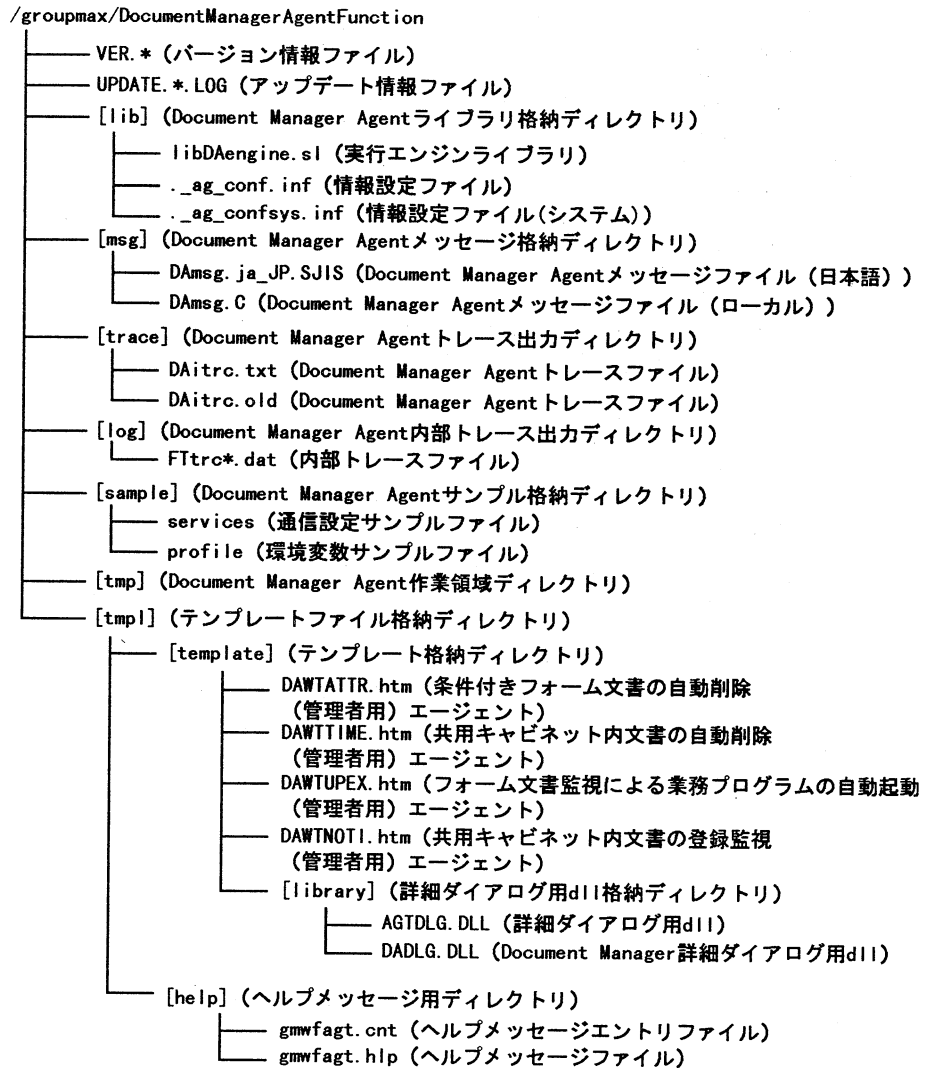 /groupmax/DocumentManagerAgentFunction
VER.*（バージョン情報ファイル）
UPDATE.*.LOG（アップデート情報ファイル）
[lib]（Document Manager Agentライブラリ格納ディレクトリ）
libDAengine.sl（実行エンジンライブラリ）
._ag_conf.inf（情報設定ファイル）
._ag_confsys.inf（情報設定ファイル(システム)）
[msg]（Document Manager Agentメッセージ格納ディレクトリ）
DAmsg.ja_JP.SJIS（Document Manager Agentメッセージファイル（日本語））
DAmsg.C（Document Manager Agentメッセージファイル（ローカル））
[trace]（Document Manager Agentトレース出力ディレクトリ）
DAitrc.txt（Document Manager Agentトレースファイル）
DAitrc.old（Document Manager Agentトレースファイル）
[log]（Document Manager Agent内部トレース出力ディレクトリ）
FTtrc*.dat（内部トレースファイル）
[sample]（Document Manager Agentサンプル格納ディレクトリ）
services（通信設定サンプルファイル）
profile（環境変数サンプルファイル）
[tmp]（Document Manager Agent作業領域ディレクトリ）
[tmpl]（テンプレートファイル格納ディレクトリ）
[template]（テンプレート格納ディレクトリ）
DAWTATTR.htm（条件付きフォーム文書の自動削除
（管理者用）エージェント）
DAWTTIME.htm（共用キャビネット内文書の自動削除
（管理者用）エージェント）
DAWTUPEX.htm（フォーム文書監視による業務プログラムの自動起動
（管理者用）エージェント）
DAWTNOTI.htm（共用キャビネット内文書の登録監視
（管理者用）エージェント）
[library]（詳細ダイアログ用dll格納ディレクトリ）
AGTDLG.DLL（詳細ダイアログ用dll）
DADLG.DLL（Document Manager詳細ダイアログ用dll）
[help]（ヘルプメッセージ用ディレクトリ）
gmwfagt.cnt（ヘルプメッセージエントリファイル）
gmwfagt.hlp（ヘルプメッセージファイル）